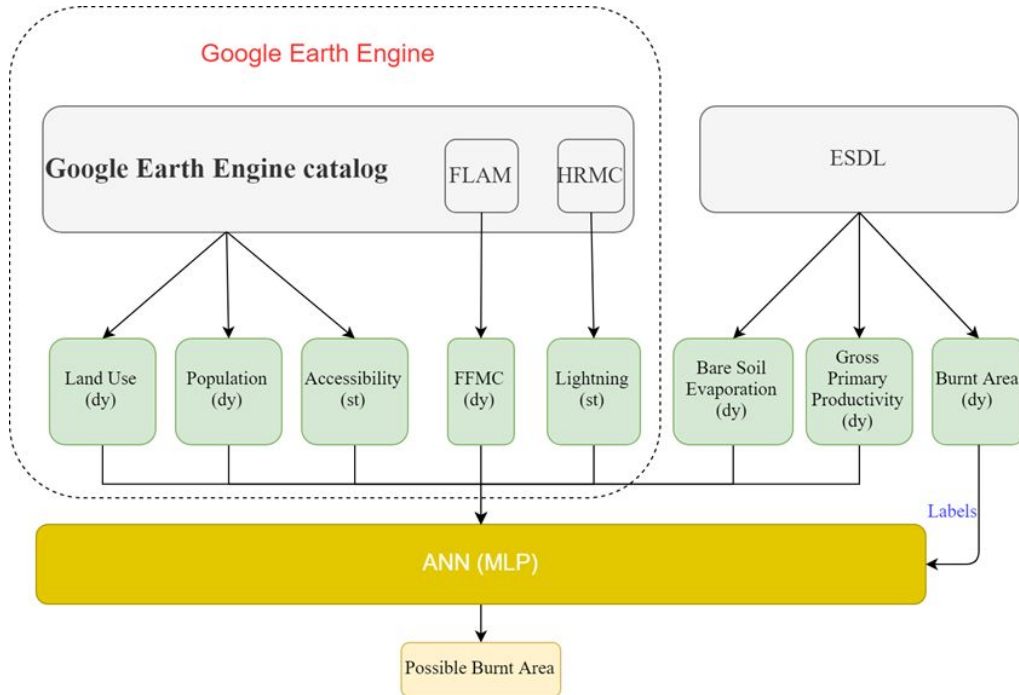 Google Earth Engine
Google Earth Engine catalog
FLAM
HRMC
ESDL
Land Use
(dy)
Population
(dy)
Accessibility
(st)
FFMC
(dy)
Lightning
(st)
Bare Soil
Evaporation
(dy)
Gross
Primary
Productivity
(dy)
Burnt Area
(dy)
Labels
ANN (MLP)
Possible Burnt Area